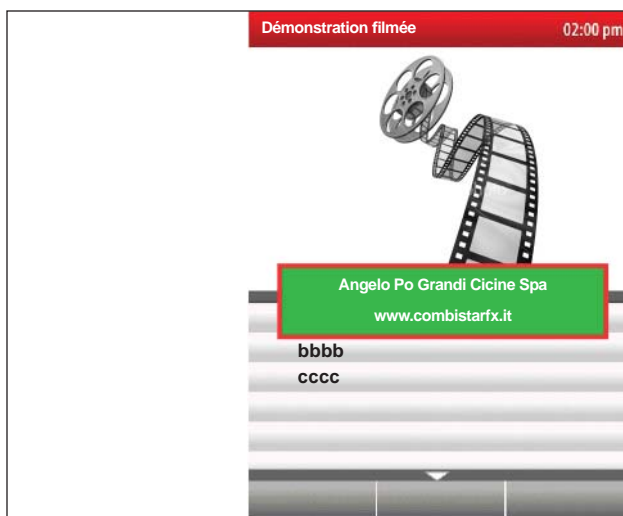 Démonstration filmée 02:00 pm
Angelo Po Grandi Cicine Spa
www.combistarfx.it
bbbb
cccc